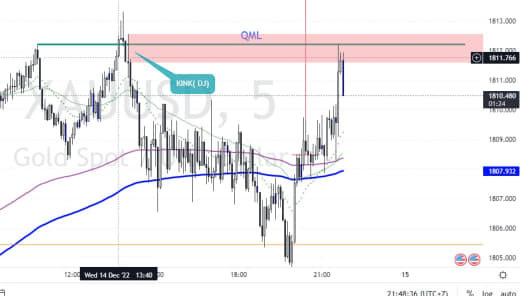 1813.000
QML
1812.000
1811.766
KINK( DJ)
1811.000
XAUUSD, 5
1810.480
01:24
Gold Spot
1809.000
1807.932
1807.000
1806.000
1805.000
12:00
Wed 14 Dec '22
13:40
18:00
21:00
15
21:48:36 (UTC+7)
%
log
auto